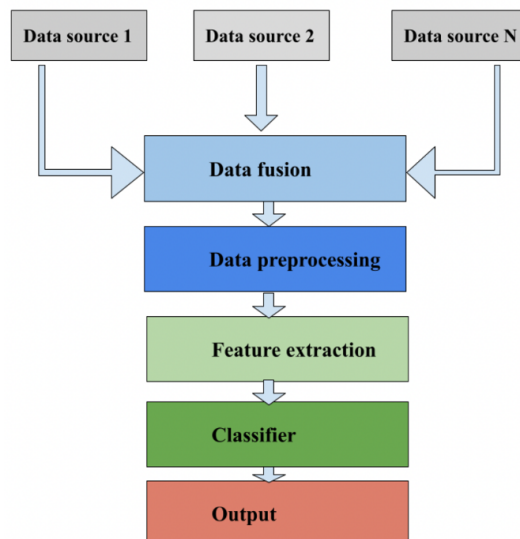 Data source 1
Data source 2
Data source N
Data fusion
Data preprocessing
Feature extraction
Classifier
Output